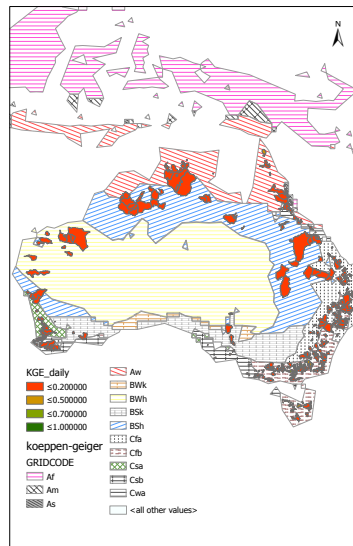 N
KGE_daily
≤0.200000
≤0.500000
≤0.700000
≤1.000000
koeppen-geiger
GRIDCODE
Af
Am
As
Aw
BWk
BWh
BSk
BSh
Cfa
Cfb
Csa
Csb
Cwa
<all other values>